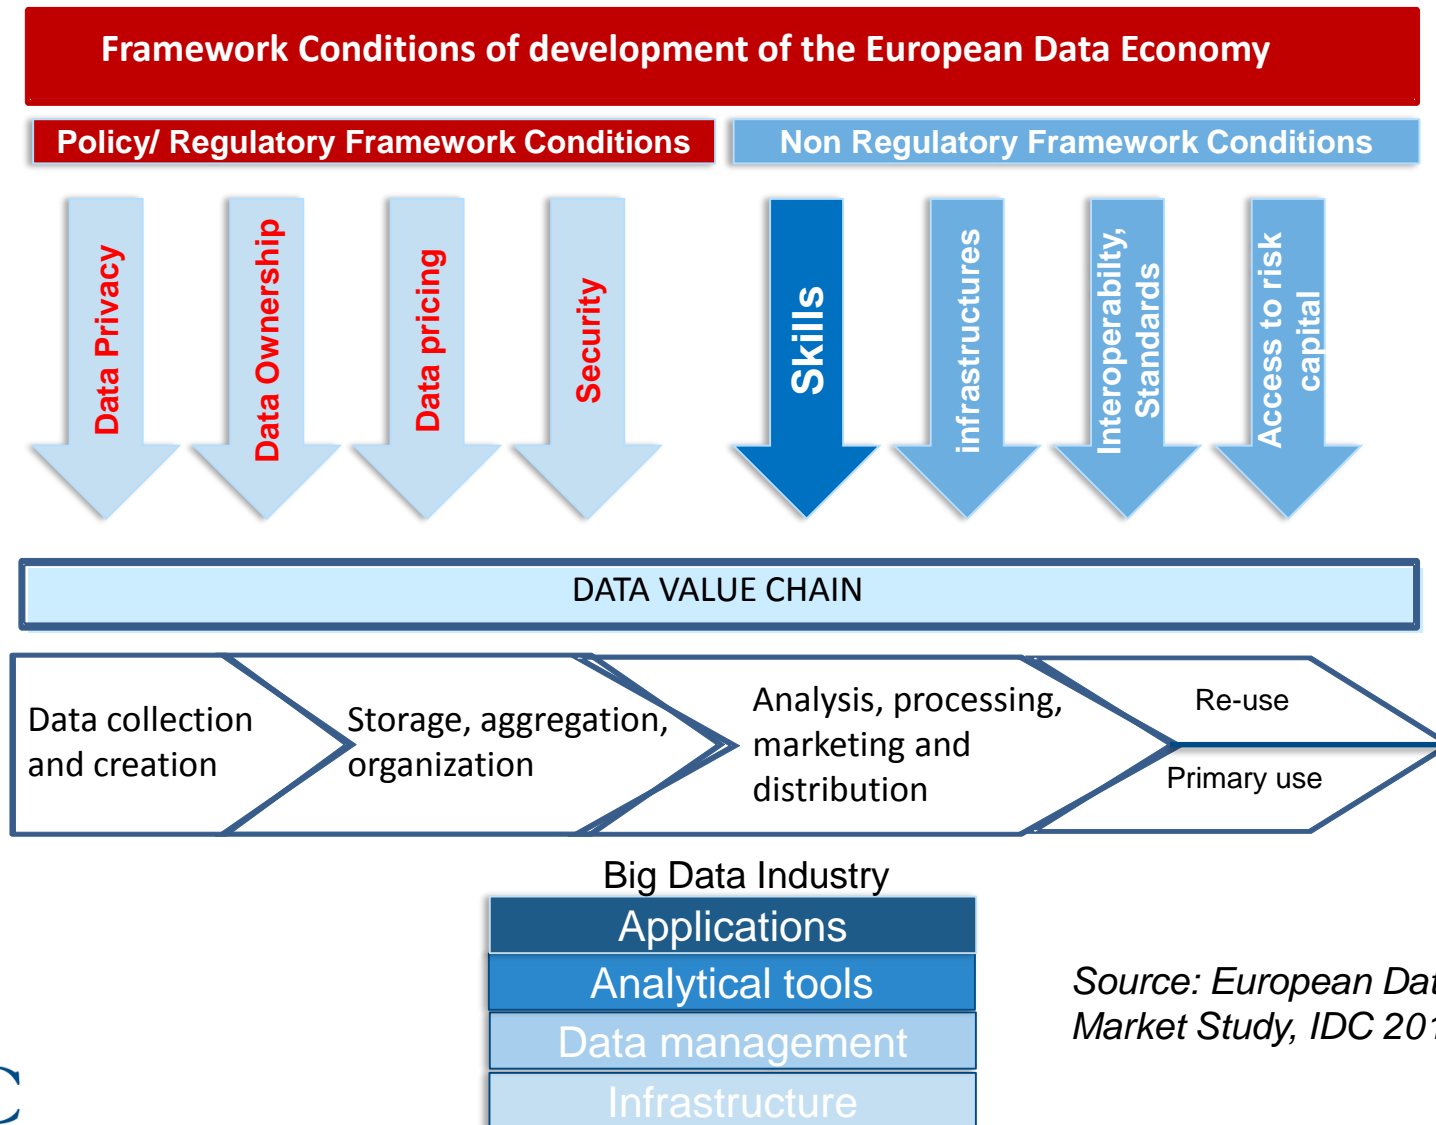 Framework Conditions of development of the European Data Economy
Policy/ Regulatory Framework Conditions
Non Regulatory Framework Conditions
Data Privacy
Data Ownership
Data pricing
Security
Skills
infrastructures
Interoperabilty,
Standards
Access to risk
capital
DATA VALUE CHAIN
Data collection
and creation
Storage, aggregation,
organization
Analysis, processing,
marketing and
distribution
Re-use
Primary use
Big Data Industry
Applications
Analytical tools
Data management
Infrastructure
Source: European Dat
Market Study, IDC 201
C